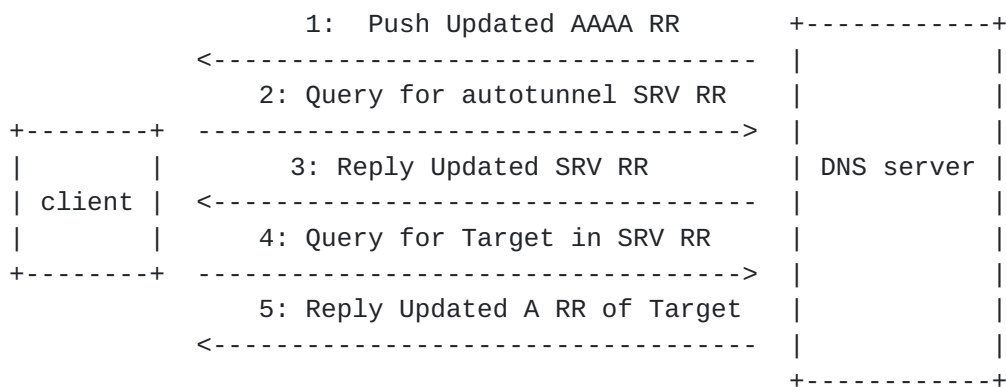 1:  Push Updated AAAA RR
2: Query for autotunnel SRV RR
3: Reply Updated SRV RR
DNS server
client
4: Query for Target in SRV RR
5: Reply Updated A RR of Target